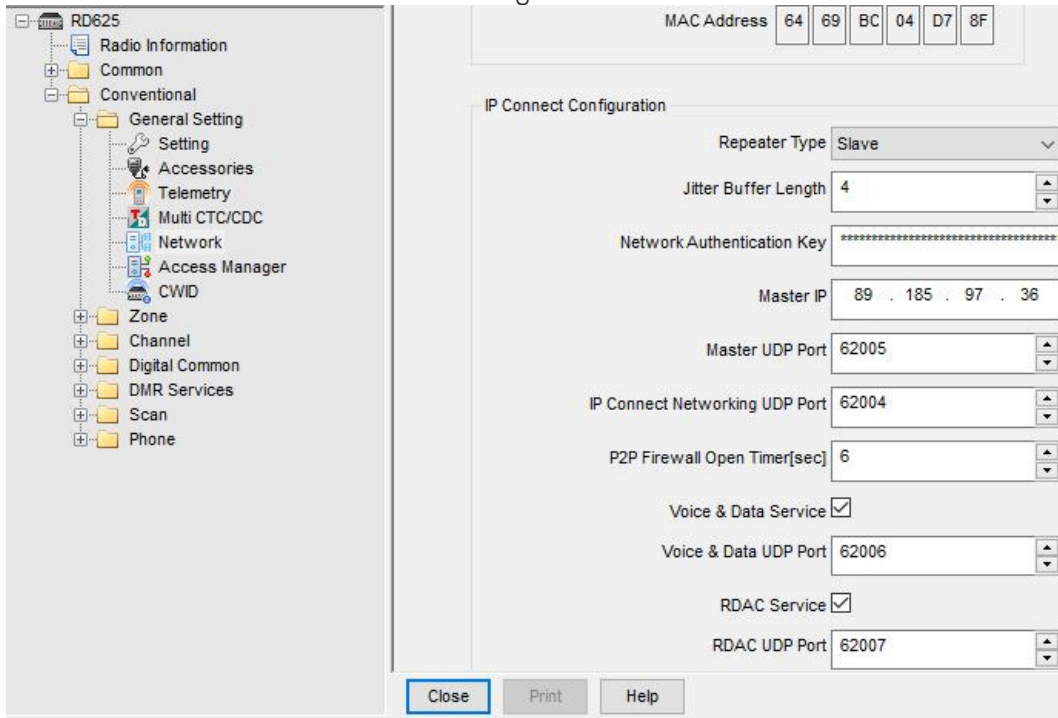 RD625
Radio Information
Common
Conventional
General Setting
Setting
Accessories
Telemetry
Multi CTC/CDC
Network
Access Manager
CWID
Zone
Channel
Digital Common
DMR Services
Scan
Phone
MAC Address 64 69 BC 04 D7 8F
IP Connect Configuration
Repeater Type Slave
Jitter Buffer Length 4
Network Authentication Key ************************************
Master IP 89 . 185 . 97 . 36
Master UDP Port 62005
IP Connect Networking UDP Port 62004
P2P Firewall Open Timer[sec] 6
Voice & Data Service
Voice & Data UDP Port 62006
RDAC Service
RDAC UDP Port 62007
Close Print Help